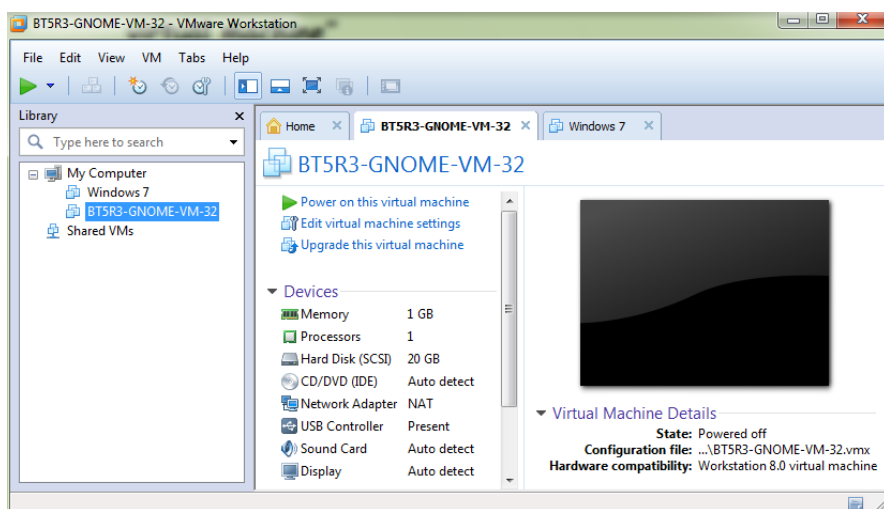 BT5R3-GNOME-VM-32 - VMware Workstation
File Edit View VM Tabs Help
Library
Type here to search
My Computer
Windows 7
BT5R3-GNOME-VM-32
Shared VMs
Home BT5R3-GNOME-VM-32 Windows 7
BT5R3-GNOME-VM-32
Power on this virtual machine
Edit virtual machine settings
Upgrade this virtual machine
Devices
Memory 1 GB
Processors 1
Hard Disk (SCSI) 20 GB
CD/DVD (IDE) Auto detect
Network Adapter NAT
USB Controller Present
Sound Card Auto detect
Display Auto detect
Virtual Machine Details
State: Powered off
Configuration file: ...\BT5R3-GNOME-VM-32.vmx
Hardware compatibility: Workstation 8.0 virtual machine